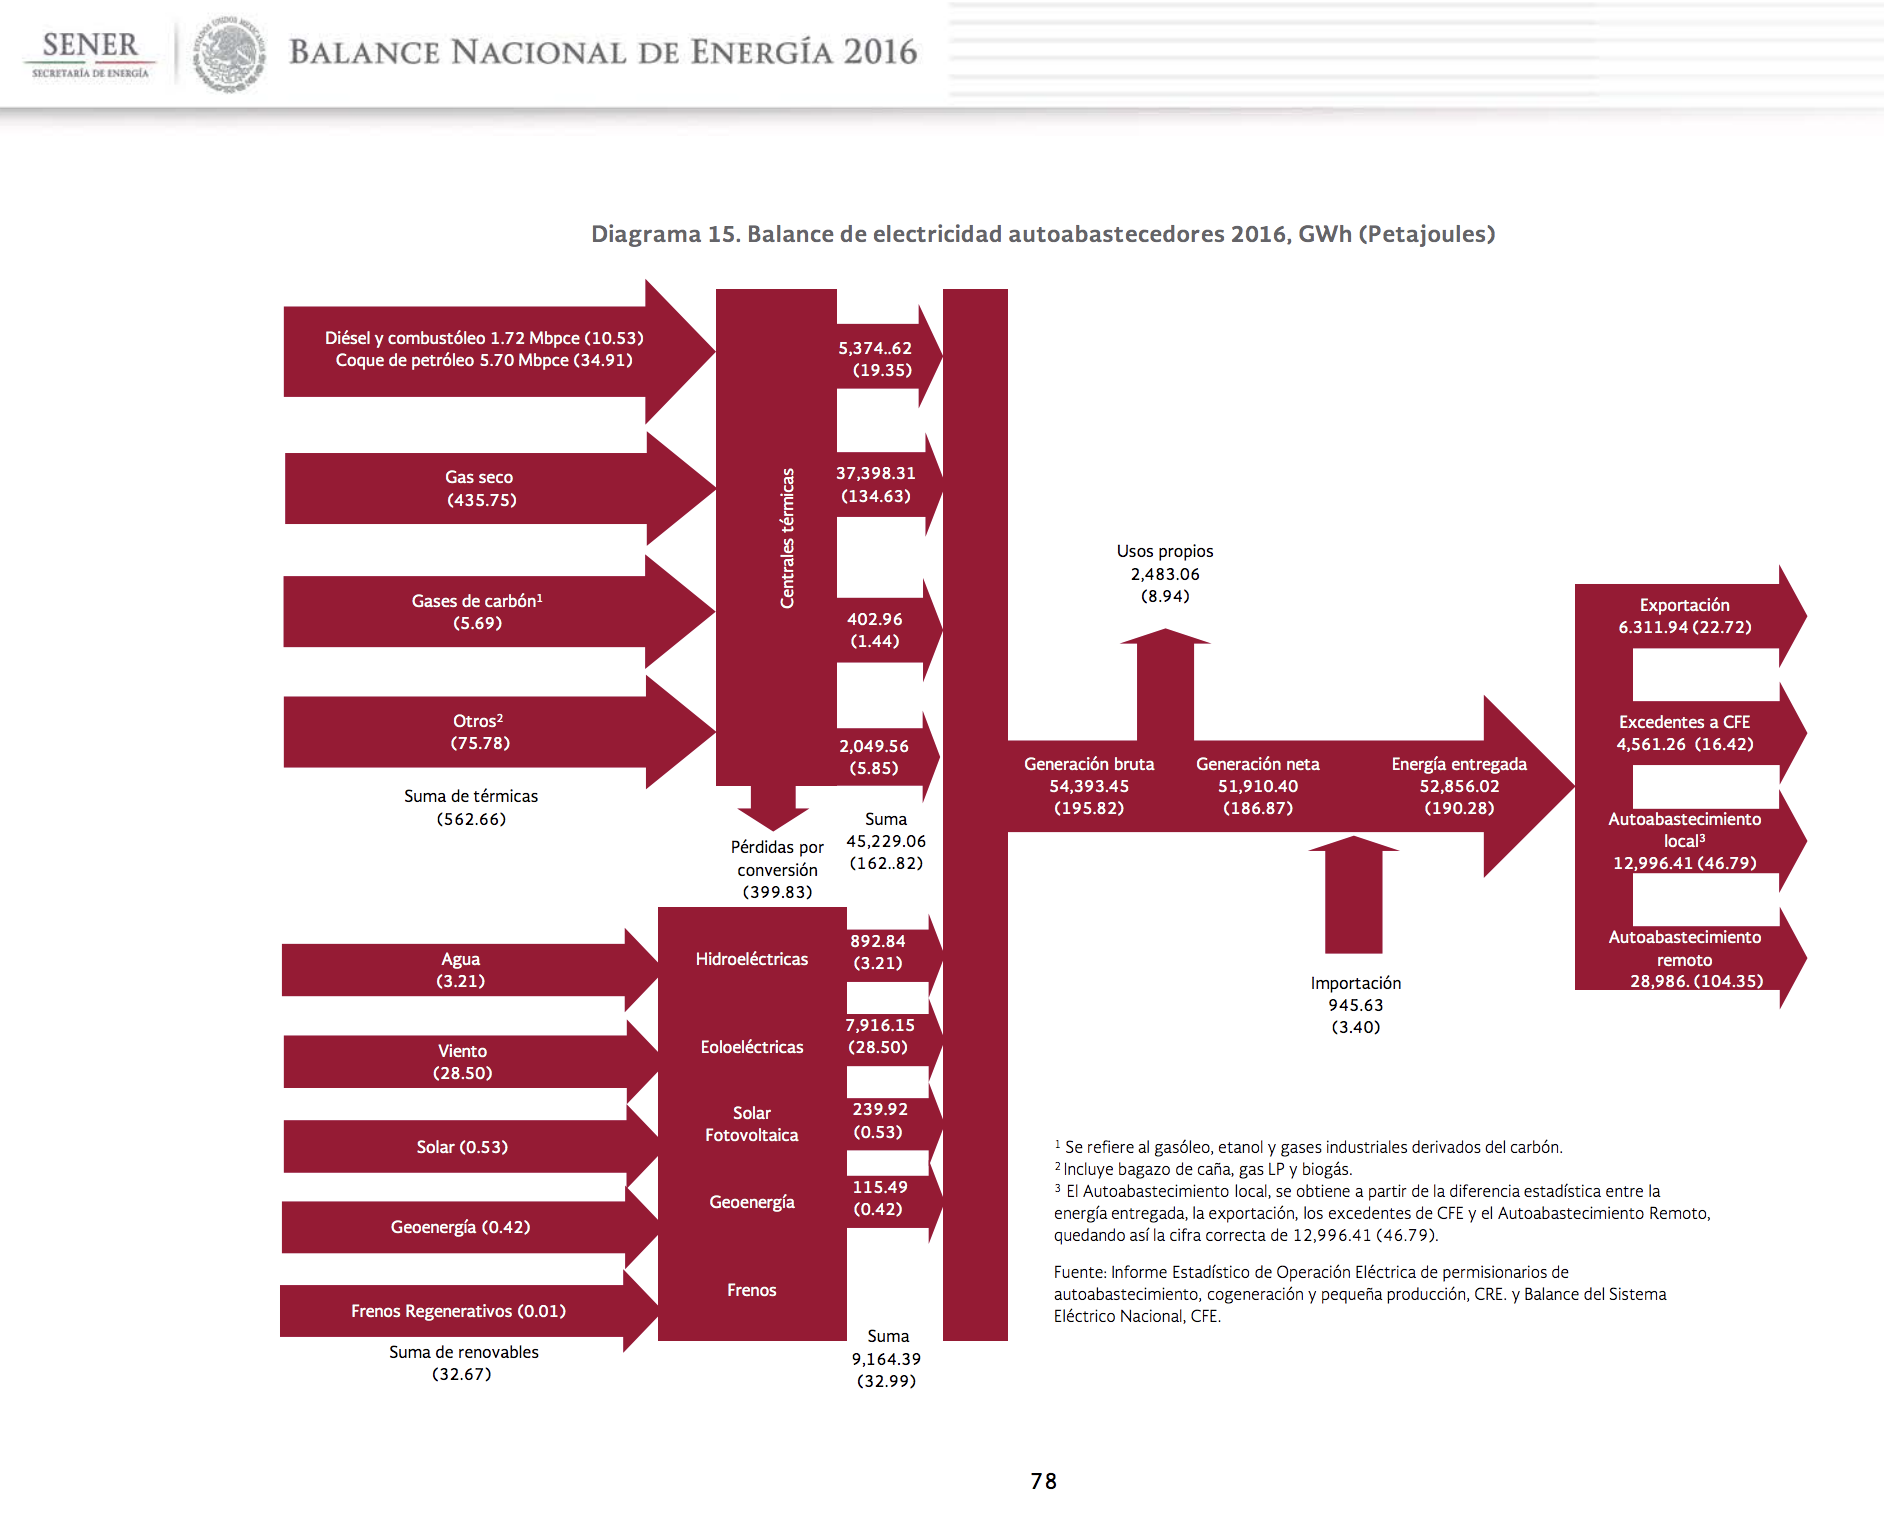 SENER
SECRETARÍA DE ENERGÍA
ESTADOS UNIDOS MEXICANOS
BALANCE NACIONAL DE ENERGÍA 2016
Diagrama 15. Balance de electricidad autoabastecedores 2016, GWh (Petajoules)
Diésel y combustóleo 1.72 Mbpce (10.53)
Coque de petróleo 5.70 Mbpce (34.91)
Gas seco
(435.75)
Gases de carbón¹
(5.69)
Otros²
(75.78)
Suma de térmicas
(562.66)
Centrales térmicas
5,374..62
(19.35)
37,398.31
(134.63)
402.96
(1.44)
2,049.56
(5.85)
Suma
45,229.06
(162..82)
Pérdidas por
conversión
(399.83)
Agua
(3.21)
Viento
(28.50)
Solar (0.53)
Geoenergía (0.42)
Frenos Regenerativos (0.01)
Suma de renovables
(32.67)
Hidroeléctricas
Eoloeléctricas
Solar
Fotovoltaica
Geoenergía
Frenos
892.84
(3.21)
7,916.15
(28.50)
239.92
(0.53)
115.49
(0.42)
Suma
9,164.39
(32.99)
Generación bruta
54,393.45
(195.82)
Usos propios
2,483.06
(8.94)
Generación neta
51,910.40
(186.87)
Importación
945.63
(3.40)
Energía entregada
52,856.02
(190.28)
Exportación
6.311.94 (22.72)
Excedentes a CFE
4,561.26 (16.42)
Autoabastecimiento
local³
12,996.41 (46.79)
Autoabastecimiento
remoto
28,986. (104.35)
¹ Se refiere al gasóleo, etanol y gases industriales derivados del carbón.
² Incluye bagazo de caña, gas LP y biogás.
³ El Autoabastecimiento local, se obtiene a partir de la diferencia estadística entre la
energía entregada, la exportación, los excedentes de CFE y el Autoabastecimiento Remoto,
quedando así la cifra correcta de 12,996.41 (46.79).
Fuente: Informe Estadístico de Operación Eléctrica de permisionarios de
autoabastecimiento, cogeneración y pequeña producción, CRE. y Balance del Sistema
Eléctrico Nacional, CFE.
78